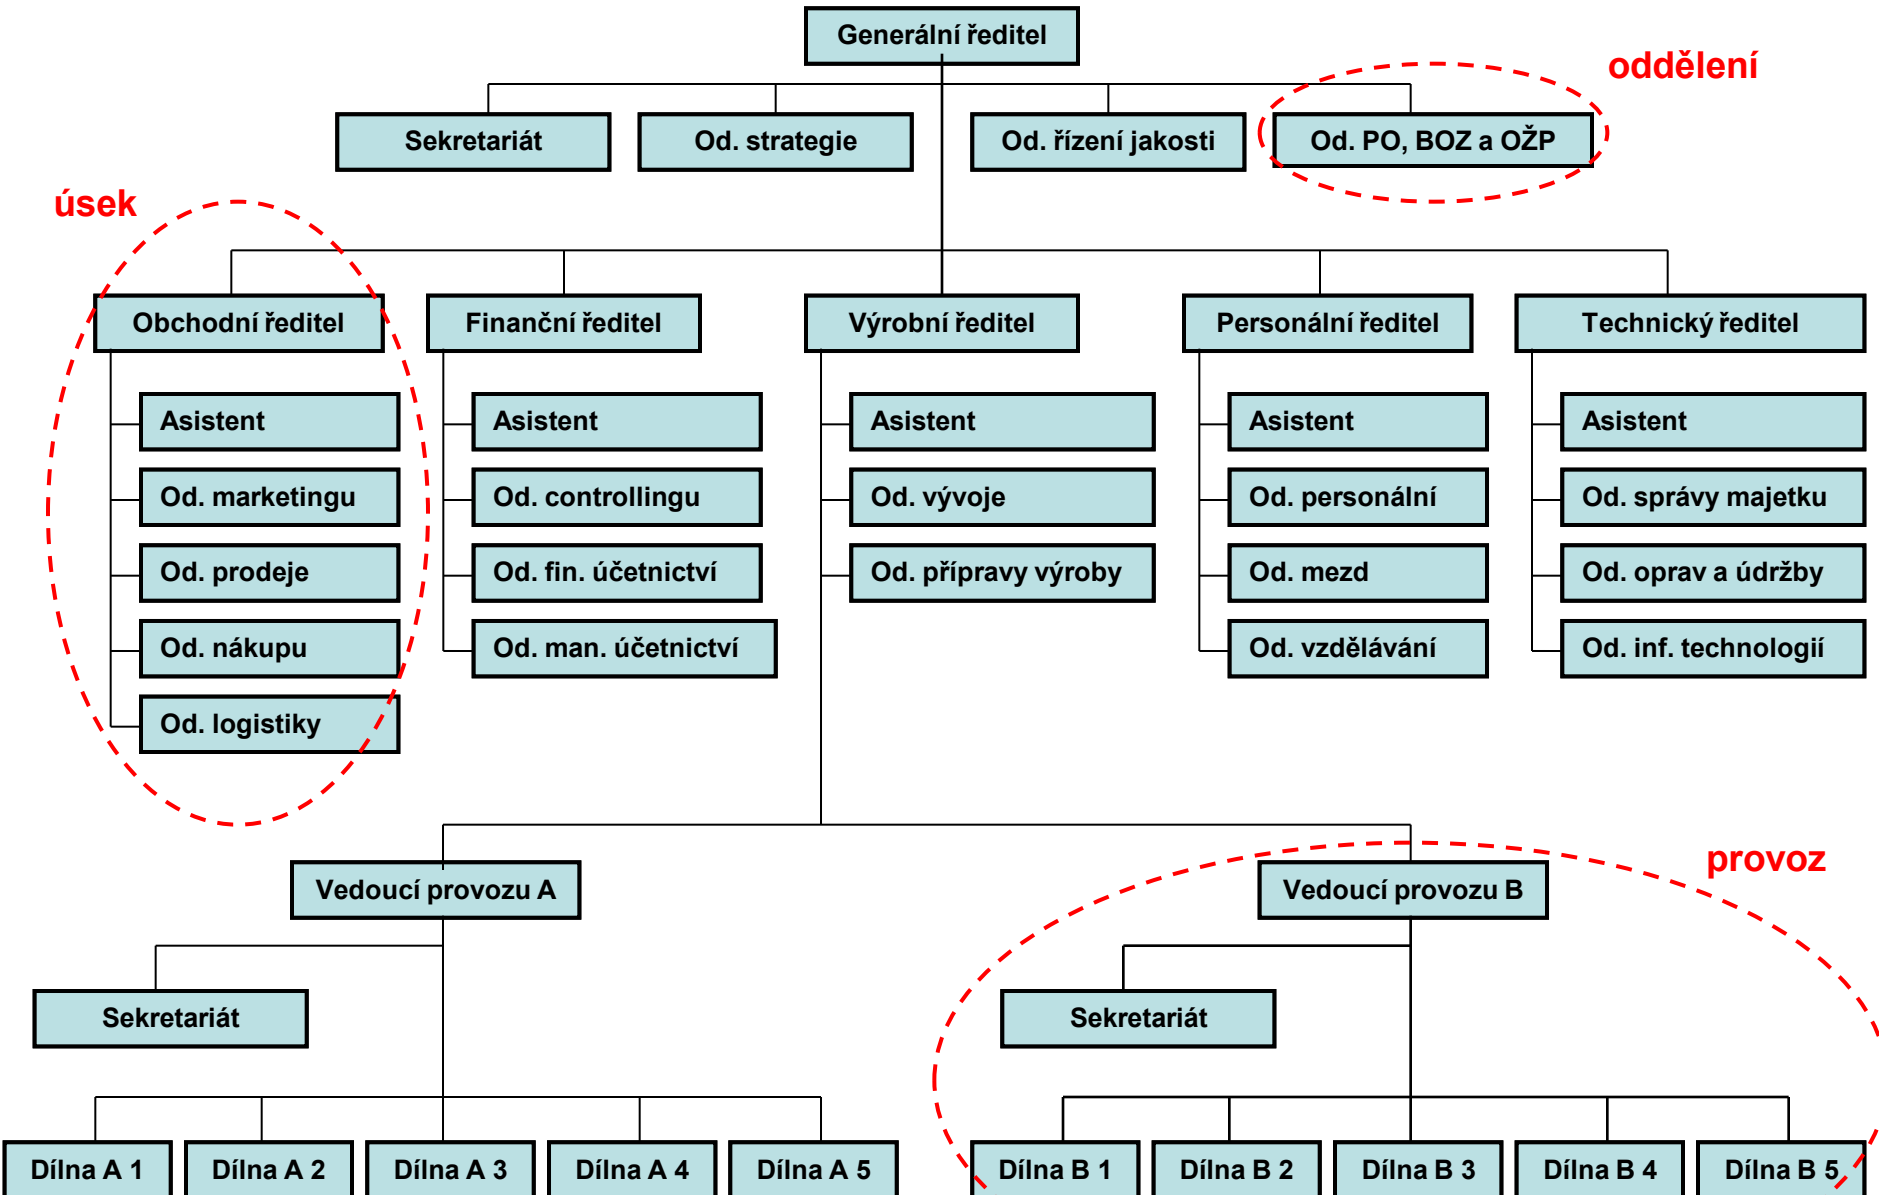 Generální ředitel
oddělení
Sekretariát
Od. strategie
Od. řízení jakosti
Od. PO, BOZ a OŽP
úsek
Obchodní ředitel
Finanční ředitel
Výrobní ředitel
Personální ředitel
Technický ředitel
Asistent
Asistent
Asistent
Asistent
Asistent
Od. marketingu
Od. controllingu
Od. vývoje
Od. personální
Od. správy majetku
Od. prodeje
Od. fin. účetnictví
Od. přípravy výroby
Od. mezd
Od. oprav a údržby
Od. nákupu
Od. man. účetnictví
Od. vzdělávání
Od. inf. technologií
Od. logistiky
provoz
Vedoucí provozu A
Vedoucí provozu B
Sekretariát
Sekretariát
Dílna A 1
Dílna A 2
Dílna A 3
Dílna A 4
Dílna A 5
Dílna B 1
Dílna B 2
Dílna B 3
Dílna B 4
Dílna B 5